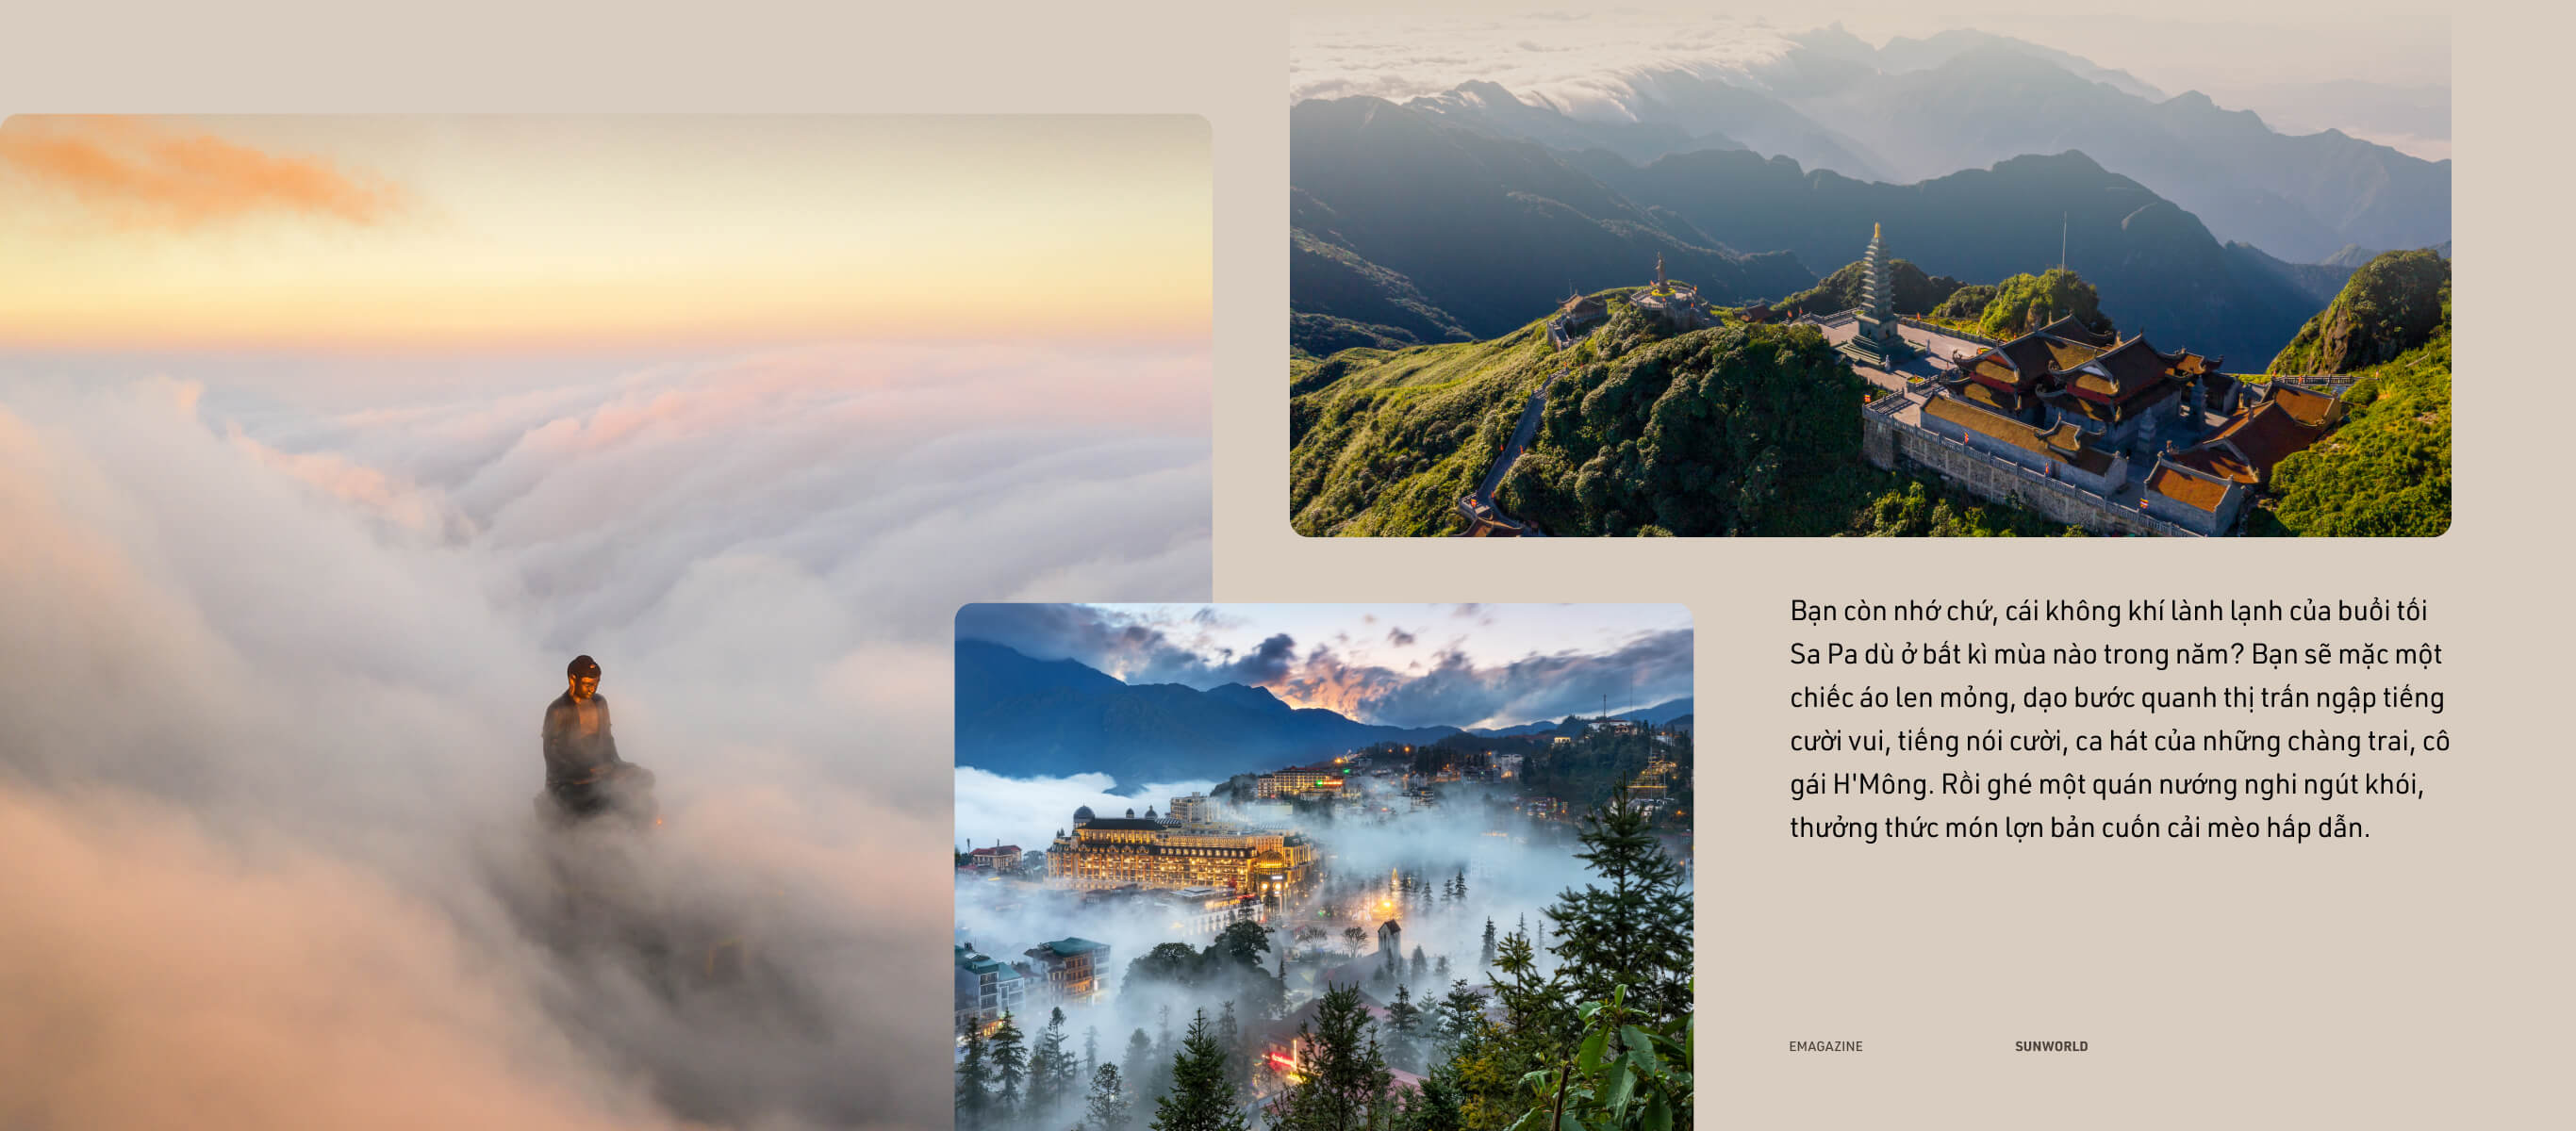 Bạn còn nhớ chứ, cái không khí lành lạnh của buổi tối
Sa Pa dù ở bất kì mùa nào trong năm? Bạn sẽ mặc một
chiếc áo len mỏng, dạo bước quanh thị trấn ngập tiếng
cười vui, tiếng nói cười, ca hát của những chàng trai, cô
gái H'Mông. Rồi ghé một quán nướng nghi ngút khói,
thưởng thức món lợn bản cuốn cải mèo hấp dẫn.
EMAGAZINE
SUNWORLD